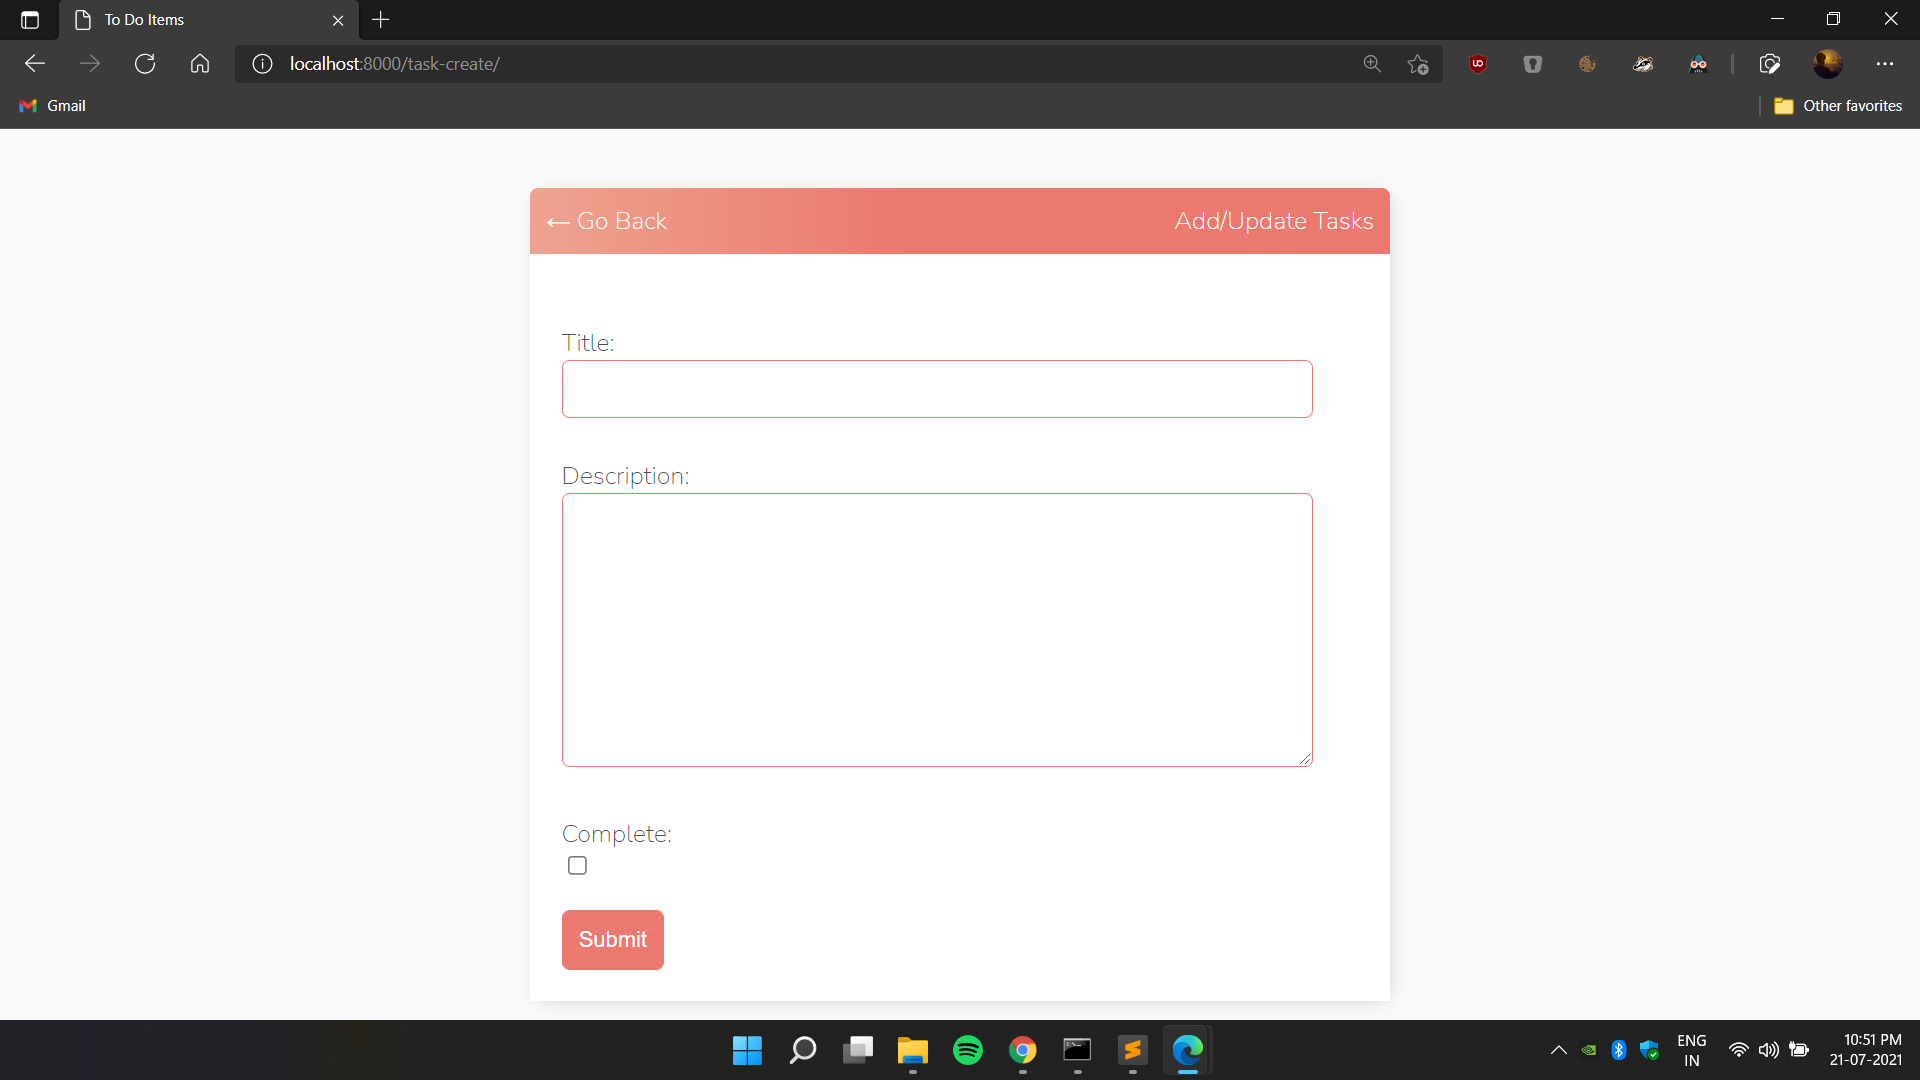 To Do Items
localhost:8000/task-create/
Gmail
Other favorites
← Go Back
Add/Update Tasks
Title:
Description:
Complete:
Submit
ENG
IN
10:51 PM
21-07-2021